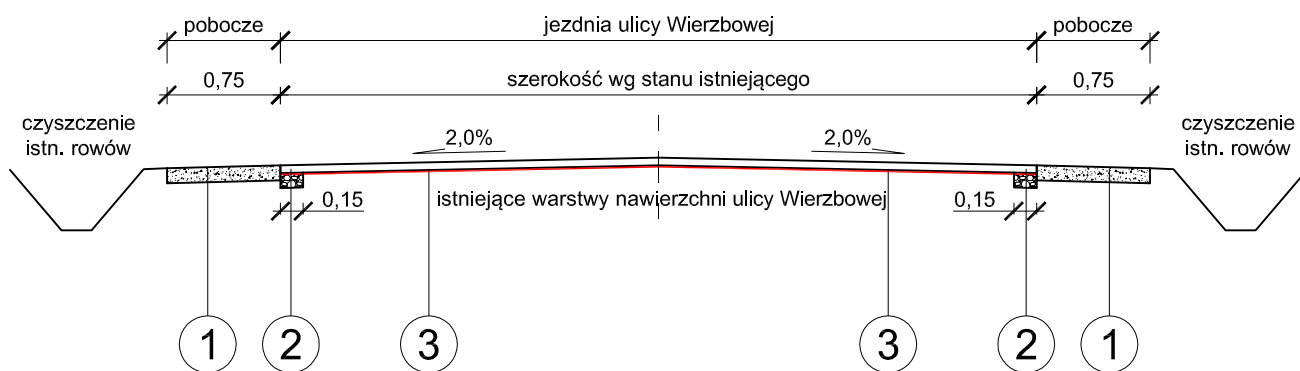 pobocze
jezdnia ulicy Wierzbowej
pobocze
0,75
szerokość wg stanu istniejącego
0,75
czyszczenie
istn. rowów
2,0%
2,0%
czyszczenie
istn. rowów
0,15
istniejące warstwy nawierzchni ulicy Wierzbowej
0,15
1
2
3
3
2
1